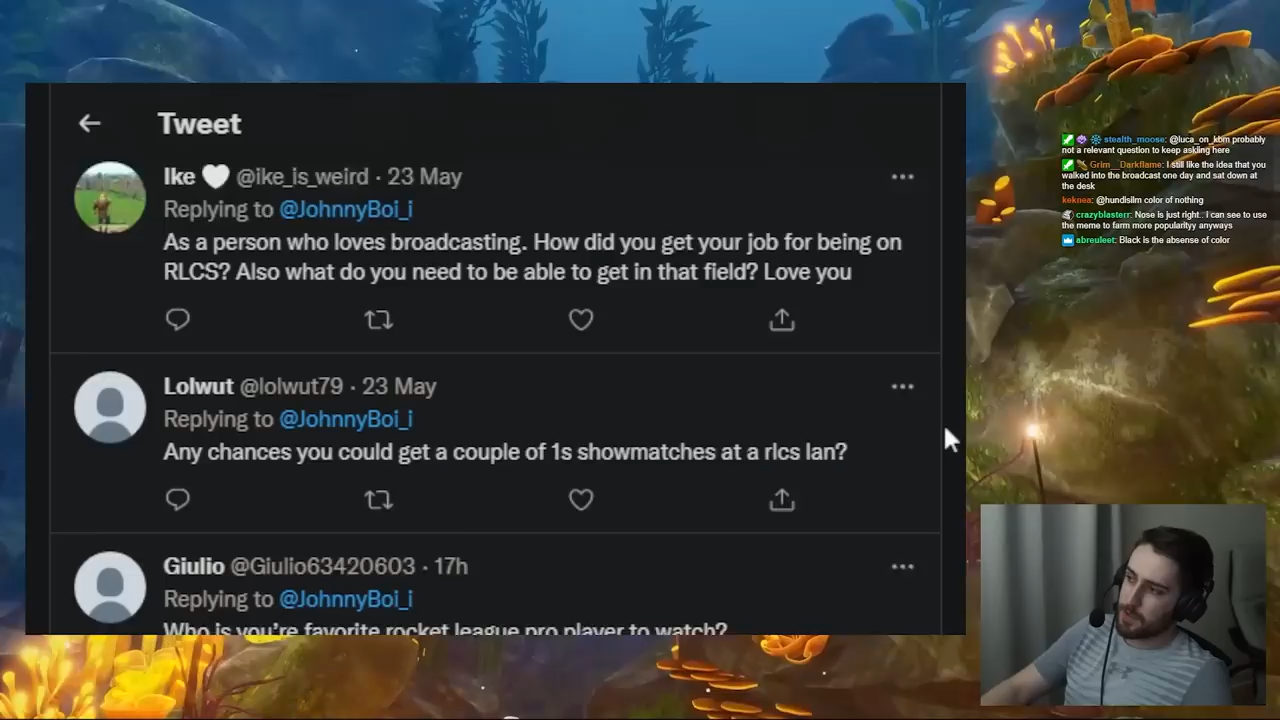 Tweet
Ike 🤍 @ike_is_weird · 23 May
Replying to @JohnnyBoi_i
As a person who loves broadcasting. How did you get your job for being on
RLCS? Also what do you need to be able to get in that field? Love you
Lolwut @lolwut79 · 23 May
Replying to @JohnnyBoi_i
Any chances you could get a couple of 1s showmatches at a rlcs lan?
Giulio @Giulio63420603 · 17h
Replying to @JohnnyBoi_i
Who is you're favorite rocket league pro player to watch?
stealth_moose: @luca_on_kbm probably
not a relevant question to keep askling here
Grim__Darkflame: I still like the idea that you
walked into the broadcast one day and sat down at
the desk
keknea: @hundisilm color of nothing
crazyblasterr: Nose is just right.. I can see to use
the meme to farm more popularityy anyways
abreuleet: Black is the absense of color